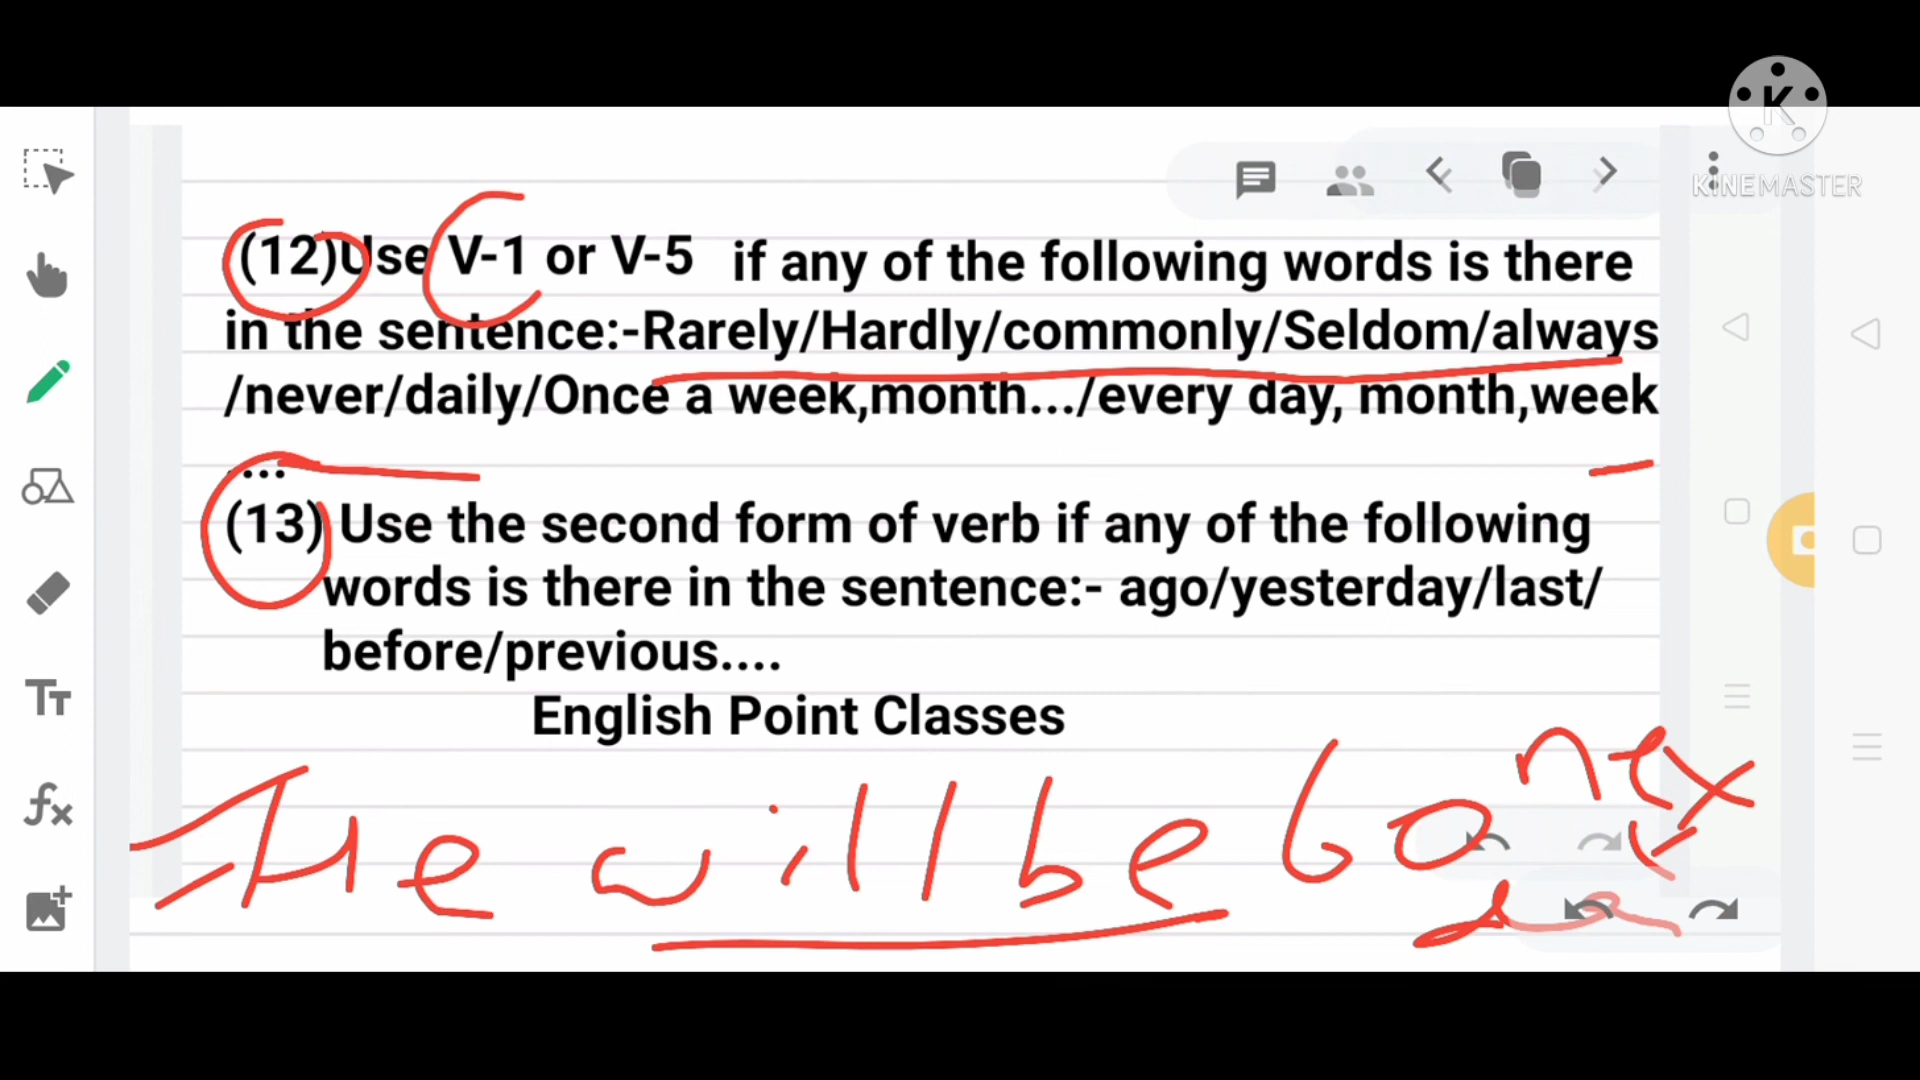 KINEMASTER
(12)Use V-1 or V-5 if any of the following words is there
in the sentence:-Rarely/Hardly/commonly/Seldom/always
/never/daily/Once a week,month.../every day, month,week
....
(13) Use the second form of verb if any of the following
words is there in the sentence:- ago/yesterday/last/
before/previous....
English Point Classes
He will be